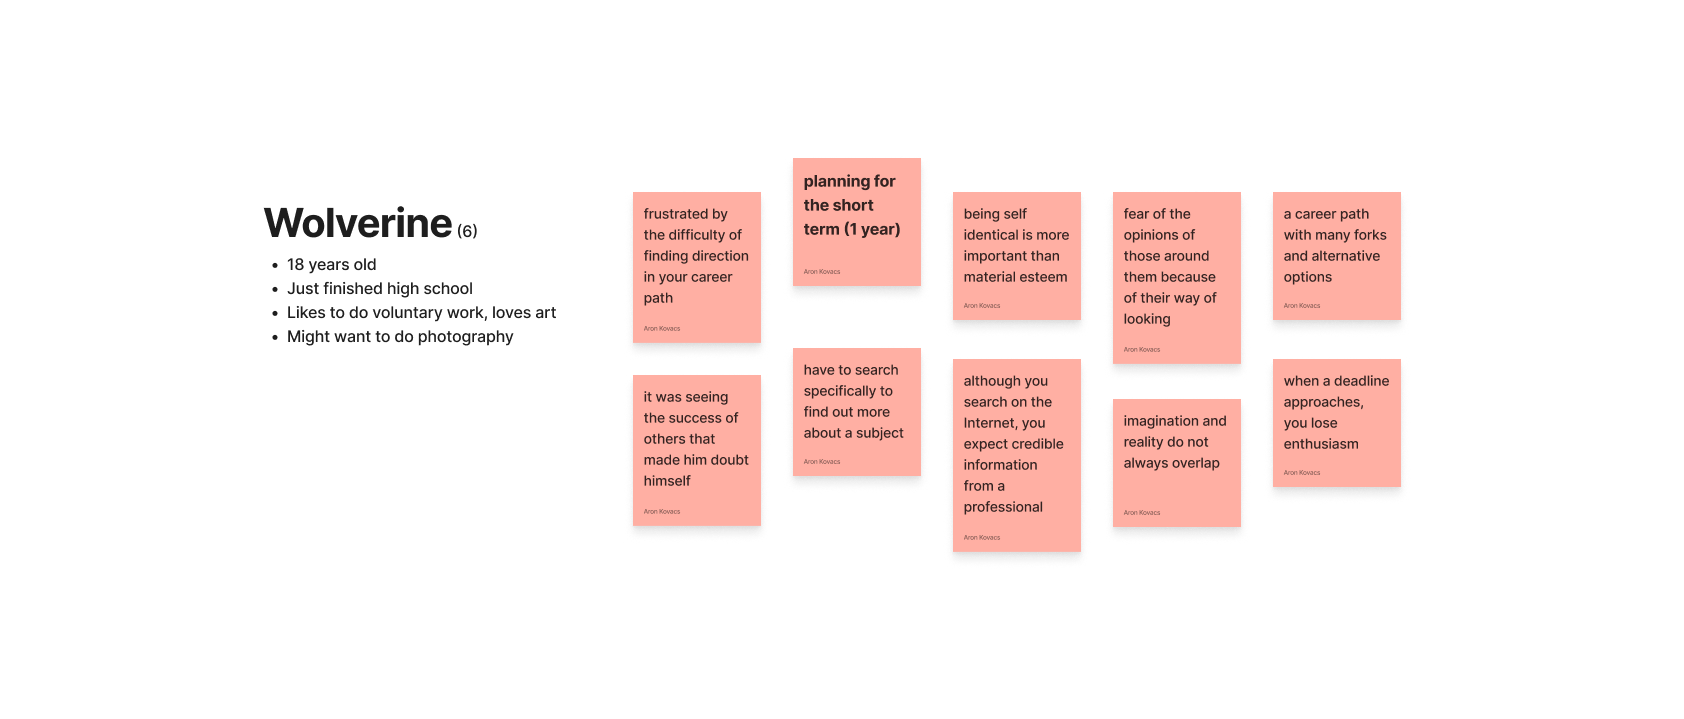 Wolverine (6)
• 18 years old
• Just finished high school
• Likes to do voluntary work, loves art
• Might want to do photography
frustrated by
the difficulty of
finding direction
in your career
path
Aron Kovacs
planning for
the short
term (1 year)
Aron Kovacs
being self
identical is more
important than
material esteem
Aron Kovacs
fear of the
opinions of
those around
them because
of their way of
looking
Aron Kovacs
a career path
with many forks
and alternative
options
Aron Kovacs
it was seeing
the success of
others that
made him doubt
himself
Aron Kovacs
have to search
specifically to
find out more
about a subject
Aron Kovacs
although you
search on the
Internet, you
expect credible
information
from a
professional
Aron Kovacs
imagination and
reality do not
always overlap
Aron Kovacs
when a deadline
approaches,
you lose
enthusiasm
Aron Kovacs